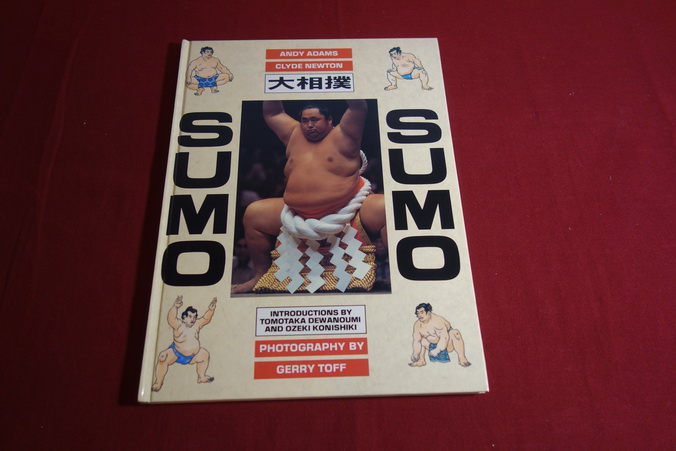 ANDY ADAMS
CLYDE NEWTON
大相撲
SUMO
SUMO
INTRODUCTIONS BY
TOMOTAKA DEWANOUMI
AND OZEKI KONISHIKI
PHOTOGRAPHY BY
GERRY TOFF